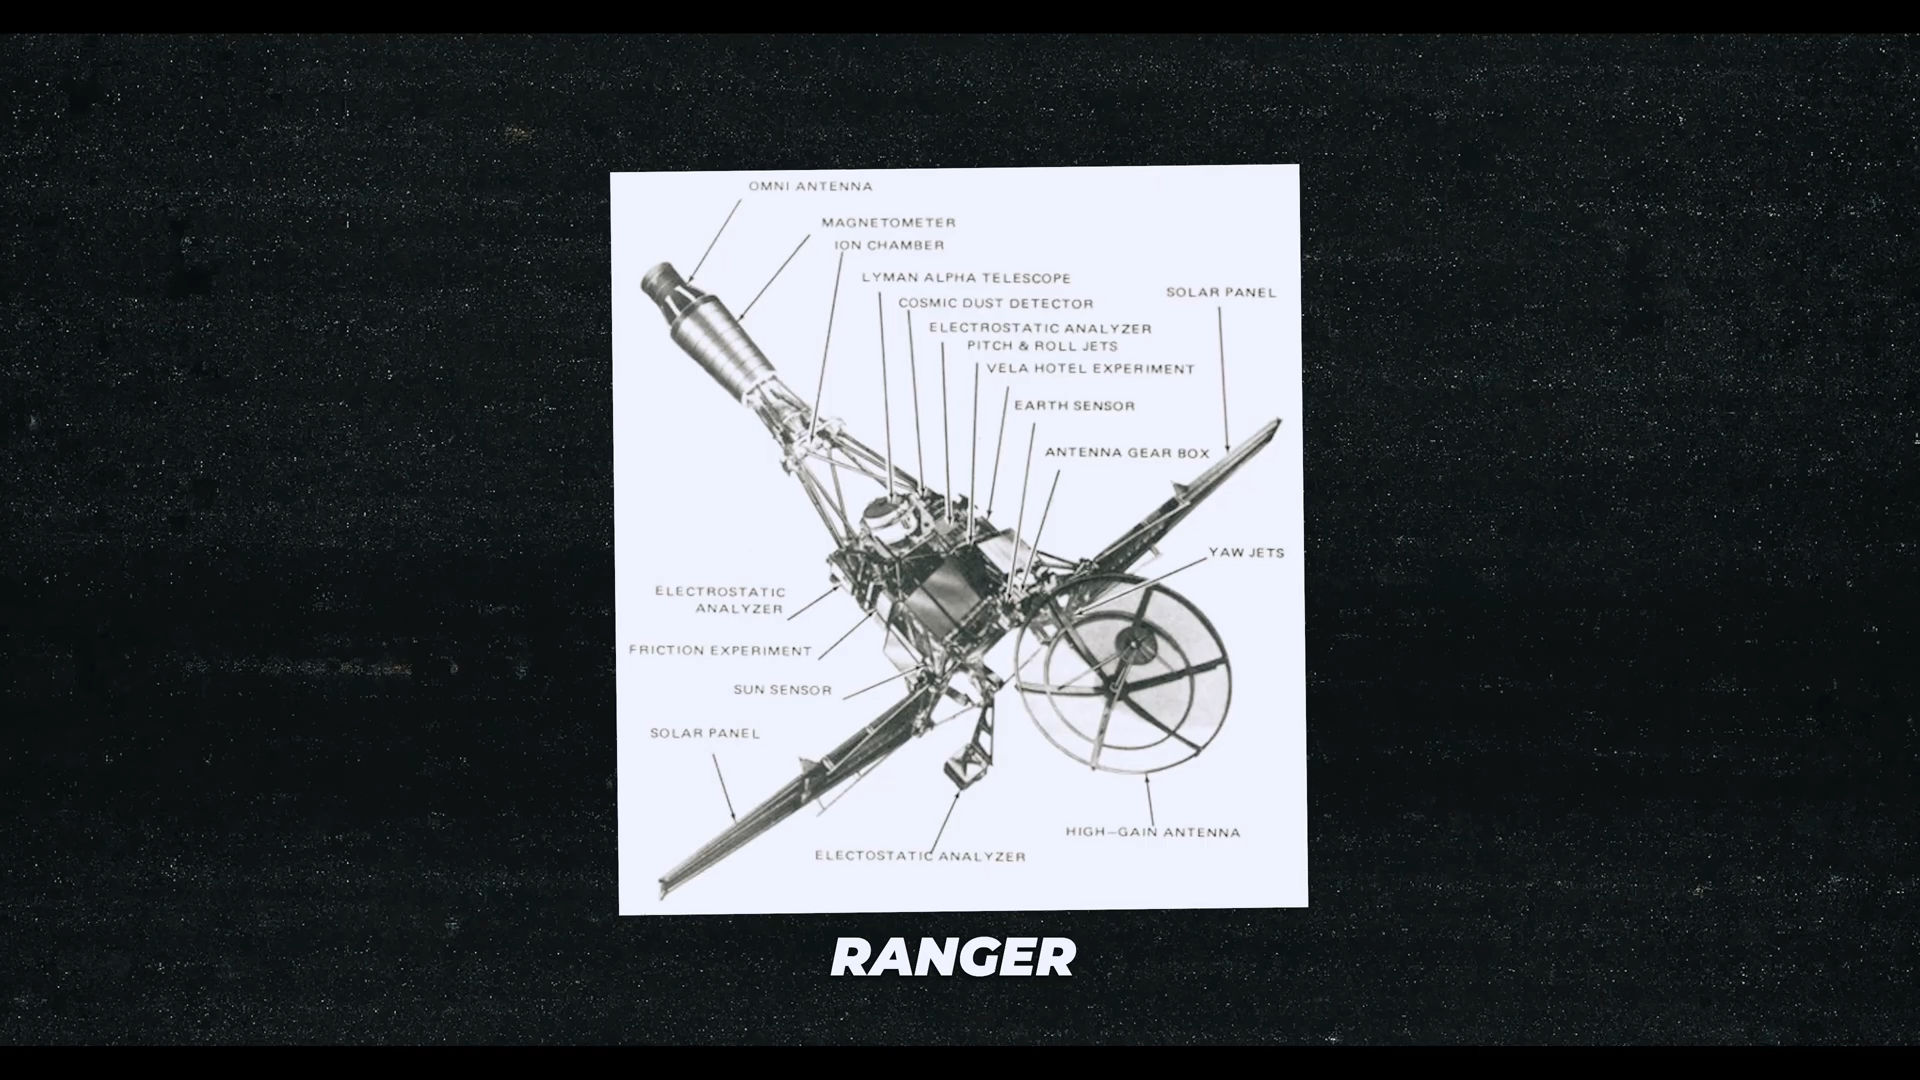 OMNI ANTENNA
MAGNETOMETER
ION CHAMBER
LYMAN ALPHA TELESCOPE
SOLAR PANEL
COSMIC DUST DETECTOR
ELECTROSTATIC ANALYZER
PITCH & ROLL JETS
VELA HOTEL EXPERIMENT
EARTH SENSOR
ANTENNA GEAR BOX
YAW JETS
ELECTROSTATIC
ANALYZER
FRICTION EXPERIMENT
SUN SENSOR
SOLAR PANEL
HIGH-GAIN ANTENNA
ELECTOSTATIC ANALYZER
RANGER